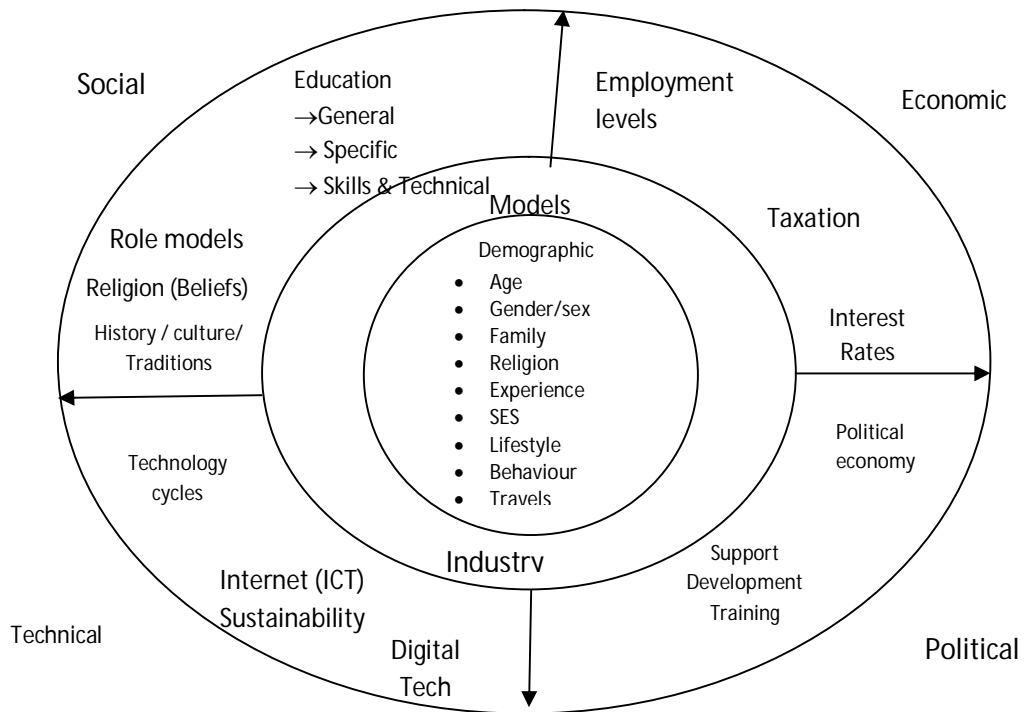 Social
Education
→General
→ Specific
→ Skills & Technical
Employment
levels
Economic
Role models
Religion (Beliefs)
History / culture/
Traditions
Models
Taxation
Interest
Rates
Demographic
• Age
• Gender/sex
• Family
• Religion
• Experience
• SES
• Lifestyle
• Behaviour
• Travels
Technology
cycles
Political
economy
Industry
Internet (ICT)
Sustainability
Support
Development
Training
Technical
Digital
Tech
Political